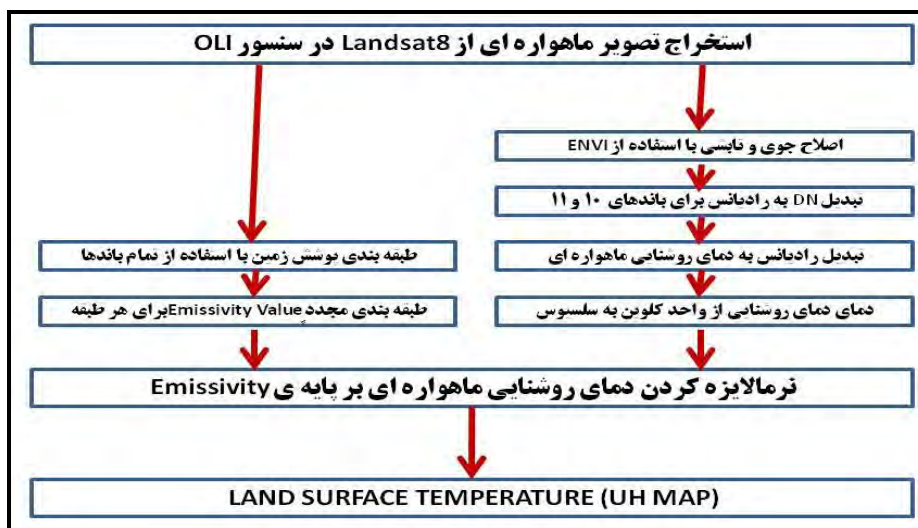 استخراج تصویر ماهواره ای از Landsat8 در سنسور OLI
اصلاح جوی و تابشی با استفاده از ENVI
تبدیل DN به رادیانس برای باندهای ۱۰ و ۱۱
طبقه بندی پوشش زمین با استفاده از تمام باندها
تبدیل رادیانس به دمای روشنایی ماهواره ای
طبقه بندی مجدد Emissivity Value برای هر طبقه
دمای دمای روشنایی از واحد کلوین به سلسیوس
نرمالایزه کردن دمای روشنایی ماهواره ای بر پایه ی Emissivity
LAND SURFACE TEMPERATURE (UH MAP)